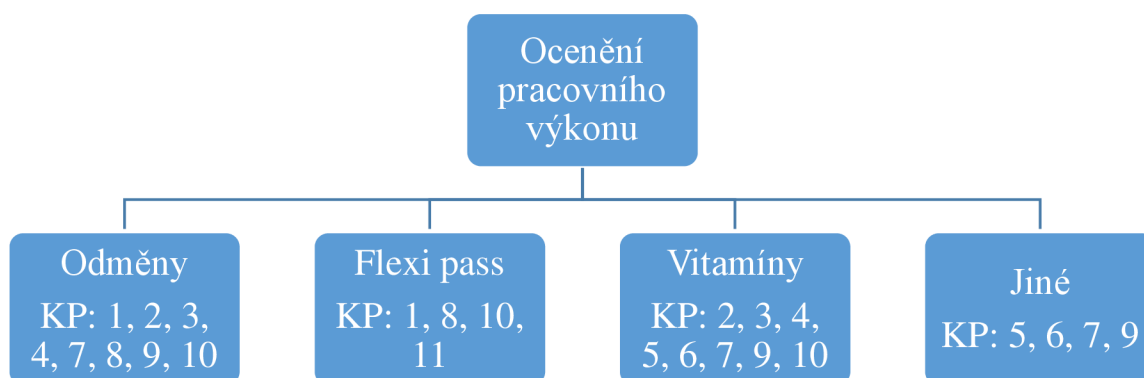 Ocenění
pracovního
výkonu
Odměny
KP: 1, 2, 3,
4, 7, 8, 9, 10
Flexi pass
KP: 1, 8, 10,
11
Vitamíny
KP: 2, 3, 4,
5, 6, 7, 9, 10
Jiné
KP: 5, 6, 7, 9